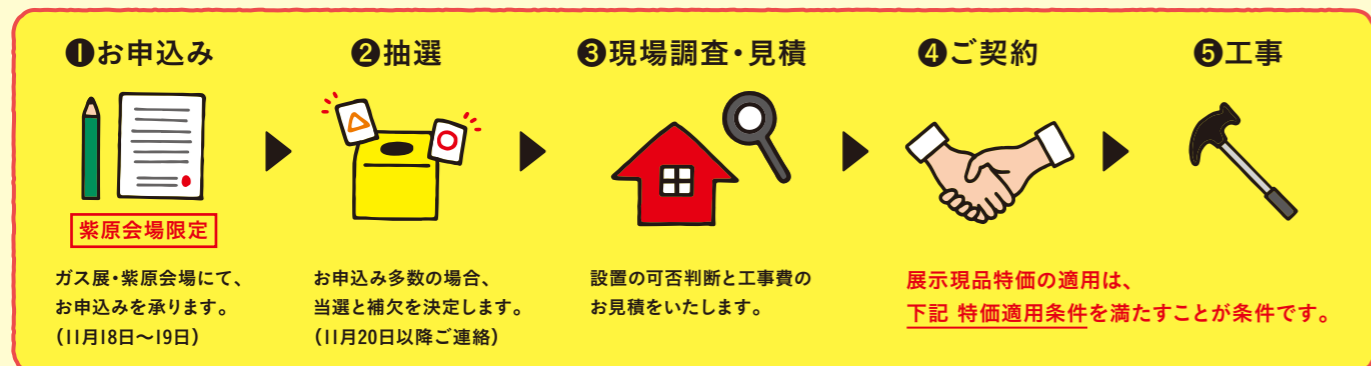 ❶お申込み
❷抽選
❸現場調査・見積
❹ご契約
❺工事
紫原会場限定
ガス展・紫原会場にて、
お申込みを承ります。
（11月18日〜19日）
お申込み多数の場合、
当選と補欠を決定します。
（11月20日以降ご連絡）
設置の可否判断と工事費の
お見積をいたします。
展示現品特価の適用は、
下記 特価適用条件を満たすことが条件です。